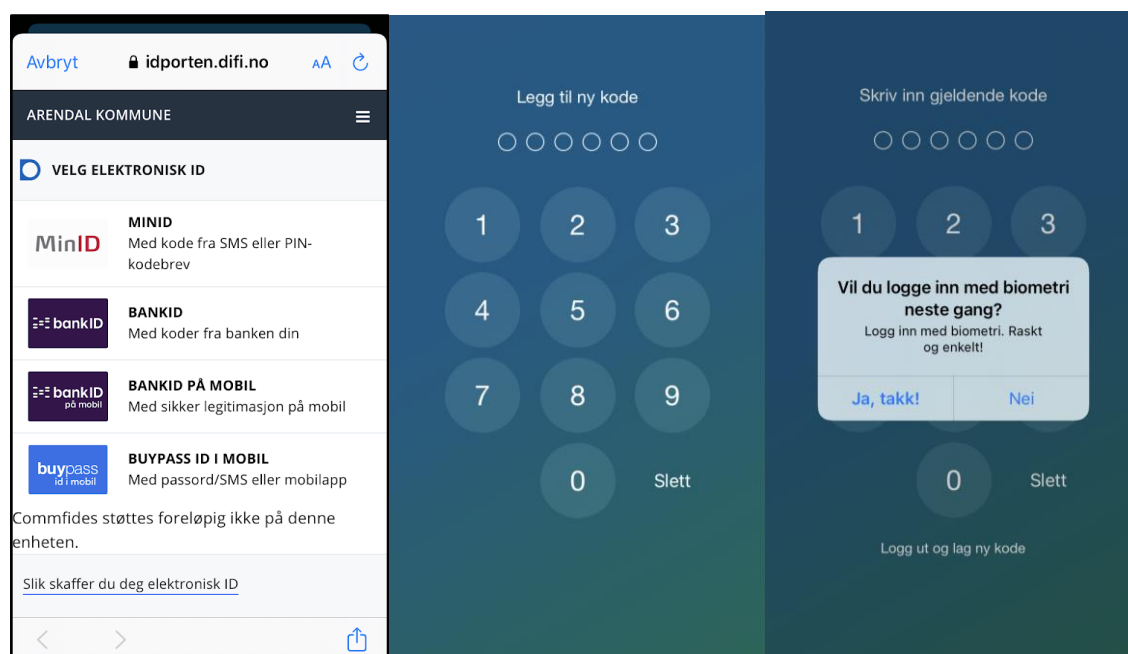 Avbryt
idporten.difi.no
AA
ARENDAL KOMMUNE
VELG ELEKTRONISK ID
MinID
MINID
Med kode fra SMS eller PIN-
kodebrev
bankID
BANKID
Med koder fra banken din
bankID
på mobil
BANKID PÅ MOBIL
Med sikker legitimasjon på mobil
buypass
id i mobil
BUYPASS ID I MOBIL
Med passord/SMS eller mobilapp
Commfides støttes foreløpig ikke på denne
enheten.
Slik skaffer du deg elektronisk ID
Legg til ny kode
1 2 3
4 5 6
7 8 9
0 Slett
Skriv inn gjeldende kode
1 2 3
Vil du logge inn med biometri
neste gang?
Logg inn med biometri. Raskt
og enkelt!
Ja, takk! Nei
0 Slett
Logg ut og lag ny kode